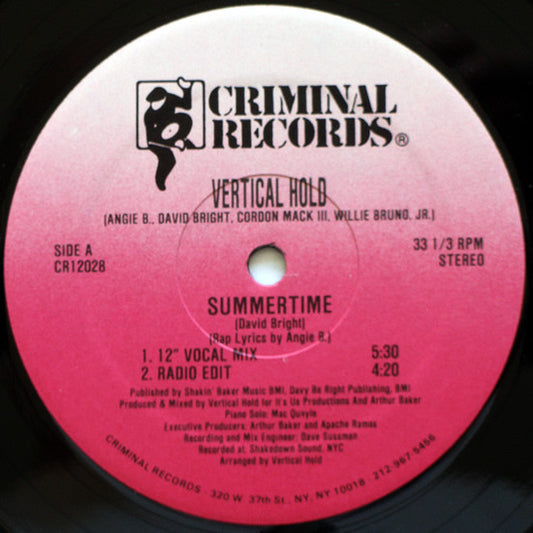 CRIMINAL
RECORDS®
VERTICAL HOLD
(ANGIE B., DAVID BRIGHT, CORDON MACK III, WILLIE BRUNO, JR.)
SIDE A
CR12028
33 1/3 RPM
STEREO
SUMMERTIME
(David Bright)
(Rap Lyrics by Angie B.)
1. 12" VOCAL MIX 5:30
2. RADIO EDIT 4:20
Published by Shakin' Baker Music BMI, Davy Be Right Publishing, BMI
Produced & Mixed by Vertical Hold for It's Us Productions And Arthur Baker
Piano Solo: Mac Quayle
Executive Producers: Arthur Baker and Apache Ramos
Recording and Mix Engineer: Dave Sussman
Recorded at: Shakedown Sound, NYC
Arranged by Vertical Hold
CRIMINAL RECORDS 320 W. 37th St., NY, NY 10018 212-967-5456